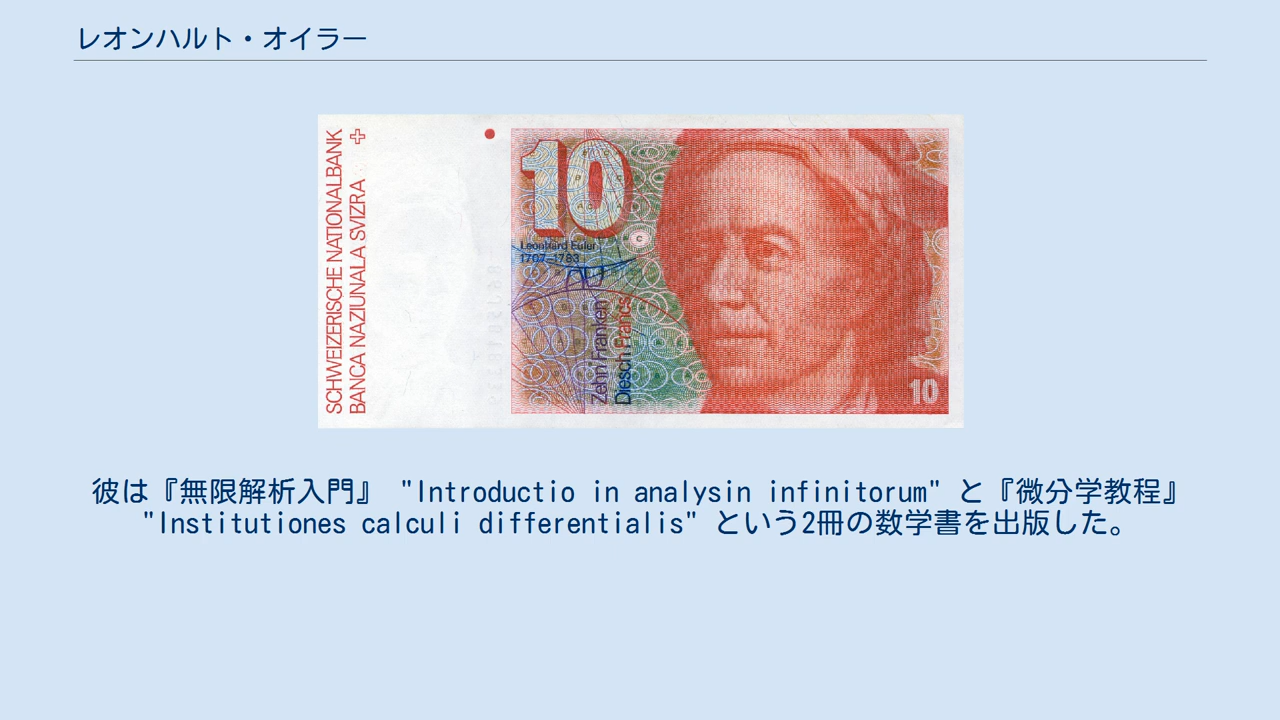 レオンハルト・オイラー
SCHWEIZERISCHE NATIONALBANK
BANCA NAZIUNALA SVIZRA
10
Leonhard Euler
1707–1783
Zehn Franken
Diesch Francs
10
彼は『無限解析入門』 "Introductio in analysin infinitorum" と『微分学教程』
"Institutiones calculi differentialis" という2冊の数学書を出版した。